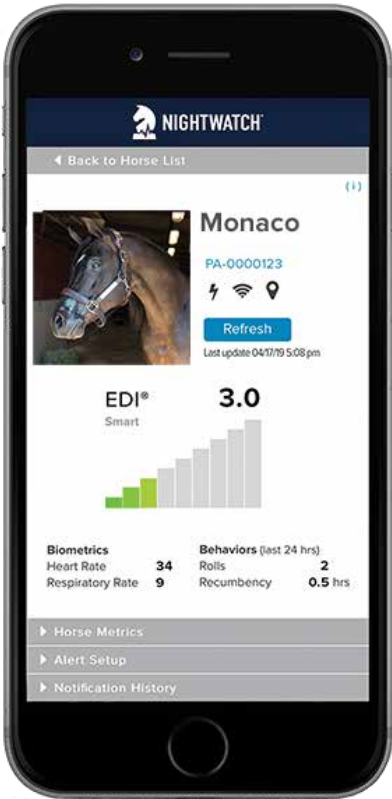 NIGHTWATCH
Back to Horse List
(i)
Monaco
PA-0000123
Refresh
Last update 04/17/19 5:08 pm
EDI® 3.0
Smart
Biometrics Behaviors (last 24 hrs)
Heart Rate 34 Rolls 2
Respiratory Rate 9 Recumbency 0.5 hrs
Horse Metrics
Alert Setup
Notification History